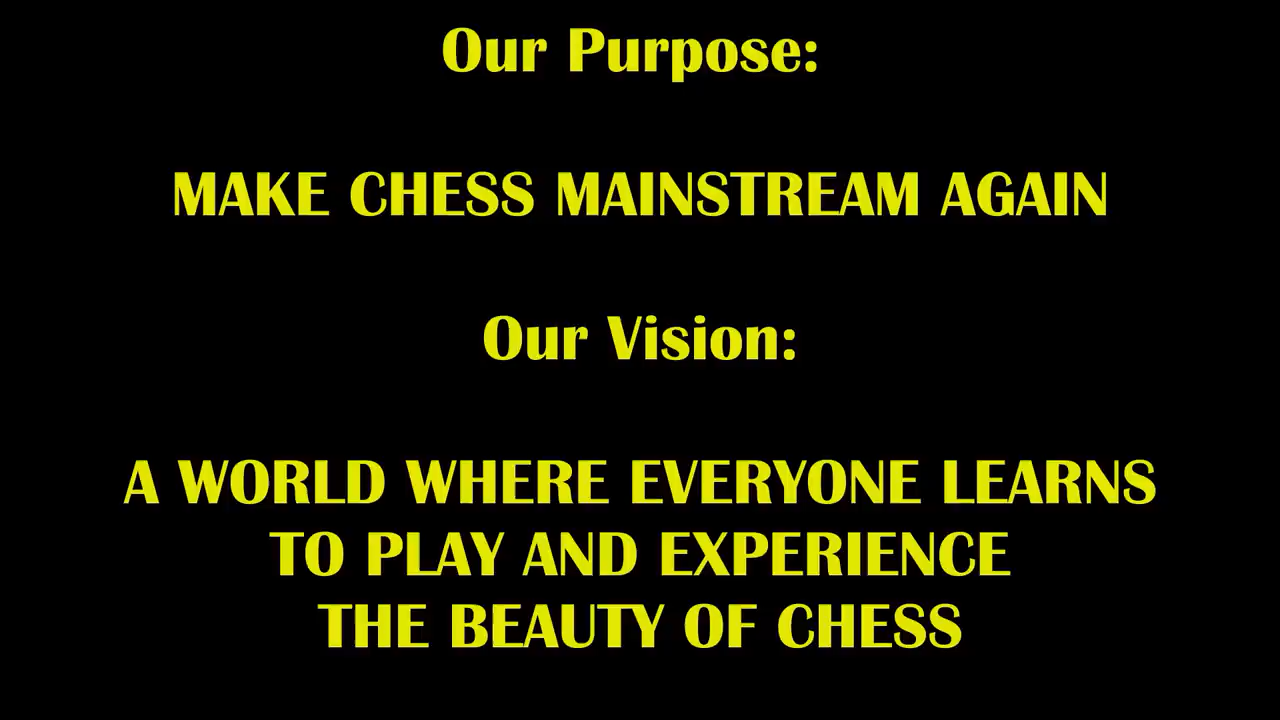 Our Purpose:
MAKE CHESS MAINSTREAM AGAIN
Our Vision:
A WORLD WHERE EVERYONE LEARNS
TO PLAY AND EXPERIENCE
THE BEAUTY OF CHESS